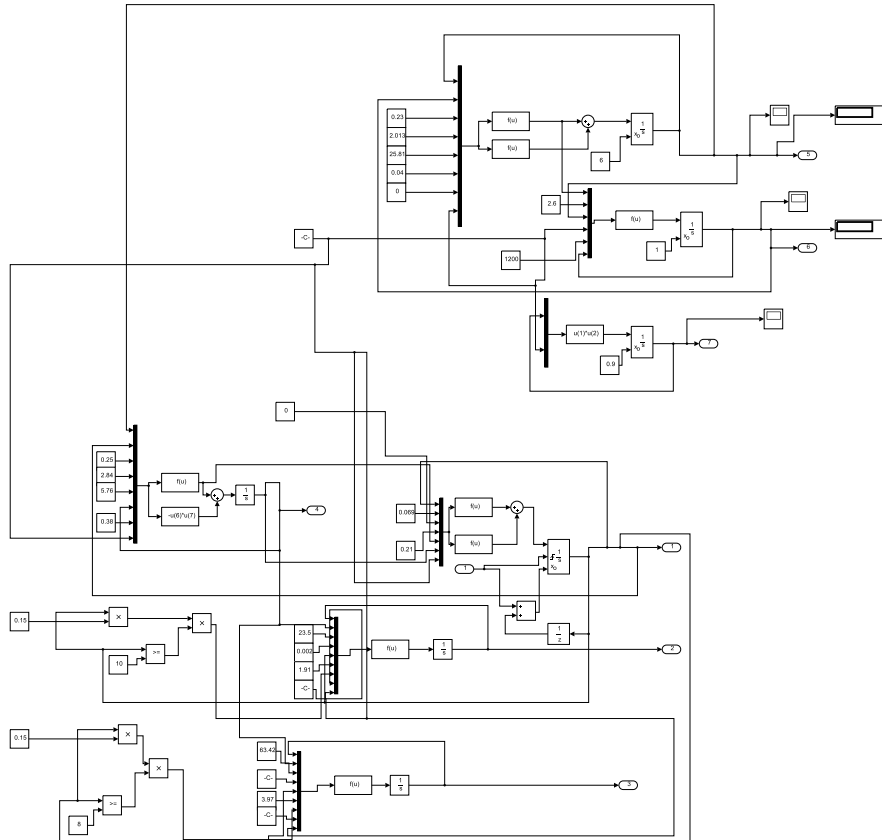 0.23
2.013
25.81
0.04
0
f(u)
f(u)
6
1
s
x₀
5
2.6
-C-
1200
f(u)
1
1
s
x₀
6
u(1)*u(2)
0.9
1
s
x₀
7
0
0.25
2.84
5.76
0.38
f(u)
-u(6)*u(7)
1
s
4
0.069
0.21
f(u)
f(u)
1
1
s
x₀
1
1
z
0.15
×
×
10
>=
23.5
0.002
1.91
-C-
f(u)
1
s
2
0.15
×
×
8
>=
63.42
-C-
3.97
-C-
f(u)
1
s
3